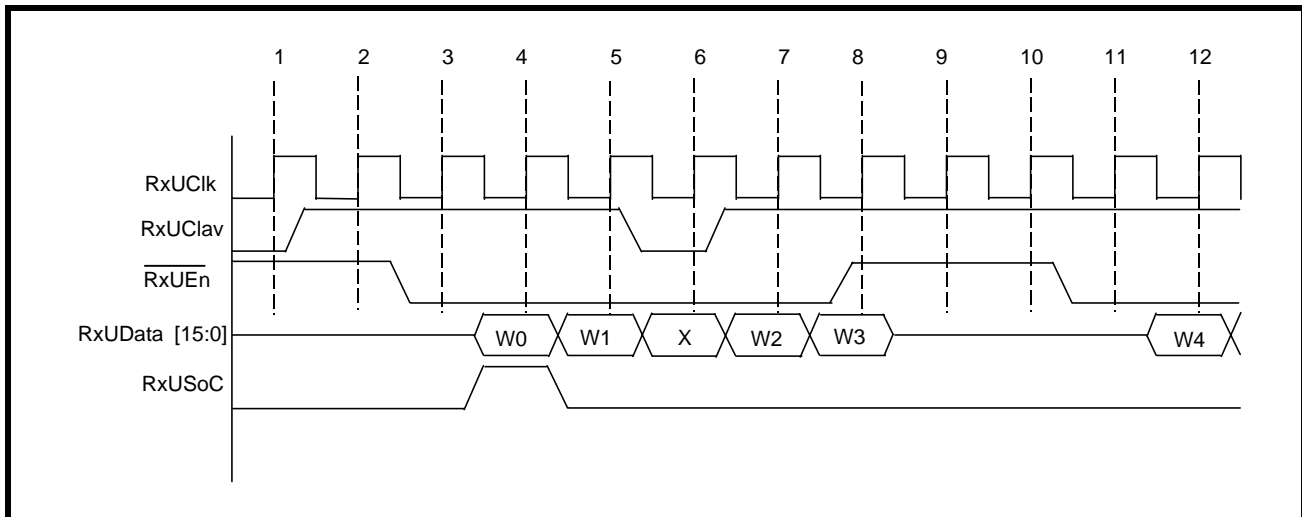 1 2 3 4 5 6 7 8 9 10 11 12
RxUClk
RxUClav
RxUEn
RxUData [15:0] W0 W1 X W2 W3 W4
RxUSoC